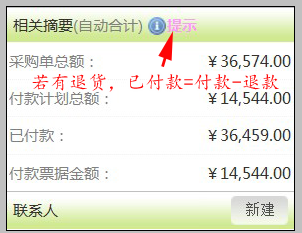 相关摘要(自动合计) 提示
采购单总额： ￥36,574.00
若有退货，已付款=付款-退款
付款计划总额： ￥14,544.00
已付款： ￥36,459.00
付款票据金额： ￥14,544.00
联系人 新建